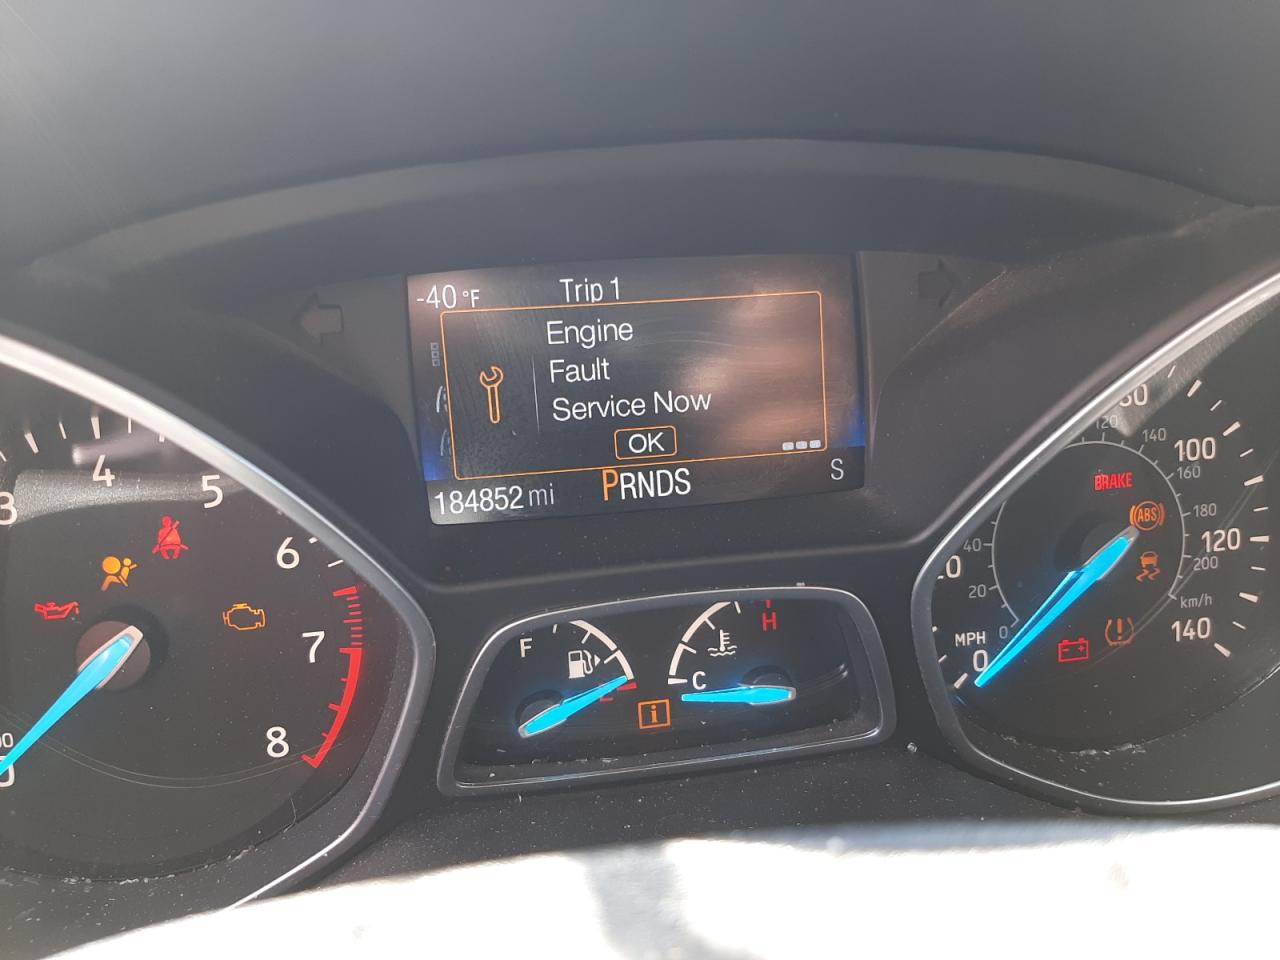 -40 °F Trip 1
Engine
Fault
Service Now
OK
184852 mi PRNDS S
3 4 5 6 7 8
F
C H
i
BRAKE
ABS
MPH
0 100 120 140
km/h
0 20 40 120 140 160 180 200